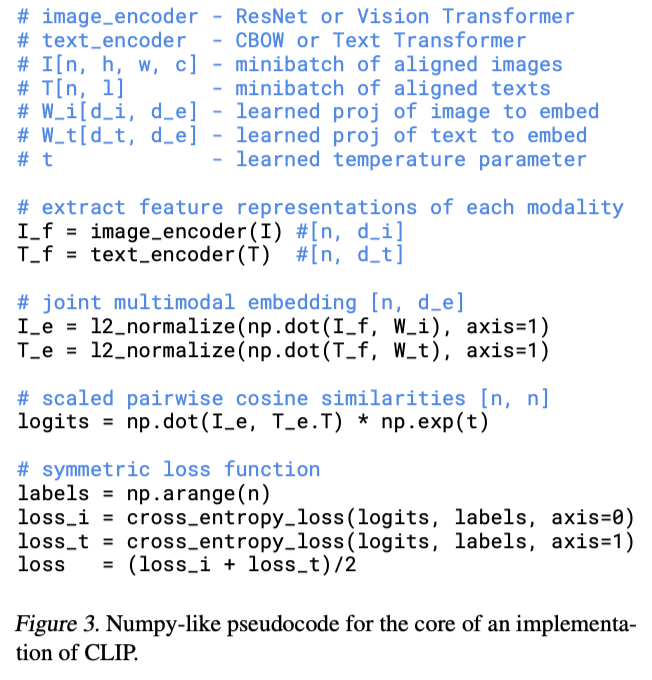 # image_encoder - ResNet or Vision Transformer
# text_encoder - CBOW or Text Transformer
# I[n, h, w, c] - minibatch of aligned images
# T[n, l] - minibatch of aligned texts
# W_i[d_i, d_e] - learned proj of image to embed
# W_t[d_t, d_e] - learned proj of text to embed
# t - learned temperature parameter
# extract feature representations of each modality
I_f = image_encoder(I) #[n, d_i]
T_f = text_encoder(T) #[n, d_t]
# joint multimodal embedding [n, d_e]
I_e = l2_normalize(np.dot(I_f, W_i), axis=1)
T_e = l2_normalize(np.dot(T_f, W_t), axis=1)
# scaled pairwise cosine similarities [n, n]
logits = np.dot(I_e, T_e.T) * np.exp(t)
# symmetric loss function
labels = np.arange(n)
loss_i = cross_entropy_loss(logits, labels, axis=0)
loss_t = cross_entropy_loss(logits, labels, axis=1)
loss = (loss_i + loss_t)/2
Figure 3. Numpy-like pseudocode for the core of an implementa-
tion of CLIP.